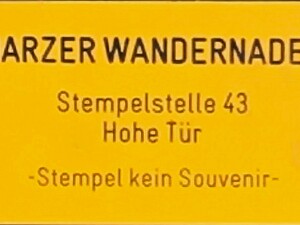 ARZER WANDERNADE
Stempelstelle 43
Hohe Tür
-Stempel kein Souvenir-